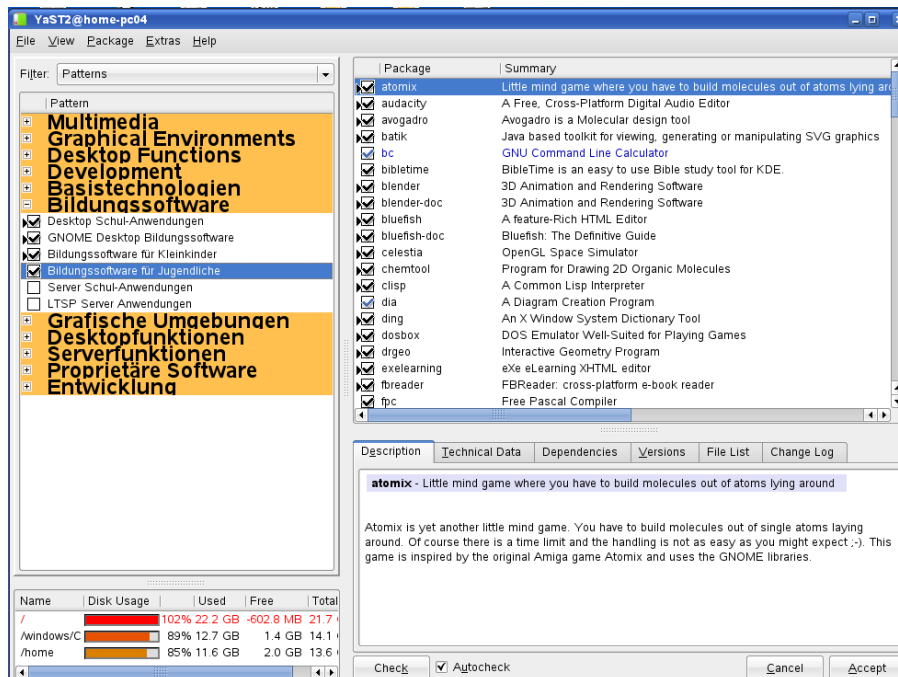 YaST2@home-pc04
File View Package Extras Help
Filter: Patterns
Pattern
Multimedia
Graphical Environments
Desktop Functions
Development
Basistechnologien
Bildungssoftware
Desktop Schul-Anwendungen
GNOME Desktop Bildungssoftware
Bildungssoftware für Kleinkinder
Bildungssoftware für Jugendliche
Server Schul-Anwendungen
LTSP Server Anwendungen
Grafische Umgebungen
Desktopfunktionen
Serverfunktionen
Proprietäre Software
Entwicklung
Name Disk Usage Used Free Total
/ 102% 22.2 GB -602.8 MB 21.7
/windows/C 89% 12.7 GB 1.4 GB 14.1
/home 85% 11.6 GB 2.0 GB 13.6
Package Summary
atomix Little mind game where you have to build molecules out of atoms lying
audacity A Free, Cross-Platform Digital Audio Editor
avogadro Avogadro is a Molecular design tool
batik Java based toolkit for viewing, generating or manipulating SVG graphics
bc GNU Command Line Calculator
bibletime BibleTime is an easy to use Bible study tool for KDE.
blender 3D Animation and Rendering Software
blender-doc 3D Animation and Rendering Software
bluefish A feature-Rich HTML Editor
bluefish-doc Bluefish: The Definitive Guide
celestia OpenGL Space Simulator
chemtool Program for Drawing 2D Organic Molecules
clisp A Common Lisp Interpreter
dia A Diagram Creation Program
ding An X Window System Dictionary Tool
dosbox DOS Emulator Well-Suited for Playing Games
drgeo Interactive Geometry Program
exelearning eXe eLearning XHTML editor
fbreader FBReader: cross-platform e-book reader
fpc Free Pascal Compiler
Description Technical Data Dependencies Versions File List Change Log
atomix - Little mind game where you have to build molecules out of atoms lying around
Atomix is yet another little mind game. You have to build molecules out of single atoms laying
around. Of course there is a time limit and the handling is not as easy as you might expect ;-). This
game is inspired by the original Amiga game Atomix and uses the GNOME libraries.
Check Autocheck Cancel Accept